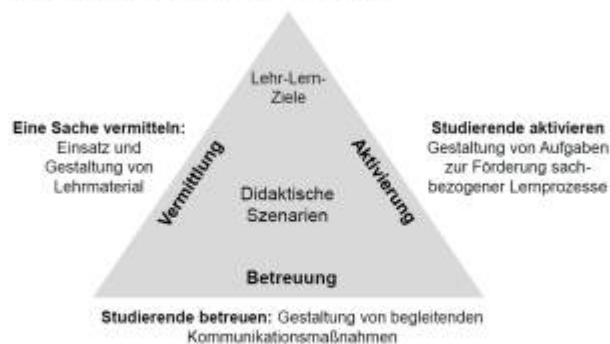 Lehr-Lern-
Ziele
Eine Sache vermitteln:
Einsatz und
Gestaltung von
Lehrmaterial
Vermittlung
Aktivierung
Studierende aktivieren
Gestaltung von Aufgaben
zur Förderung sach-
bezogener Lernprozesse
Didaktische
Szenarien
Betreuung
Studierende betreuen: Gestaltung von begleitenden
Kommunikationsmaßnahmen